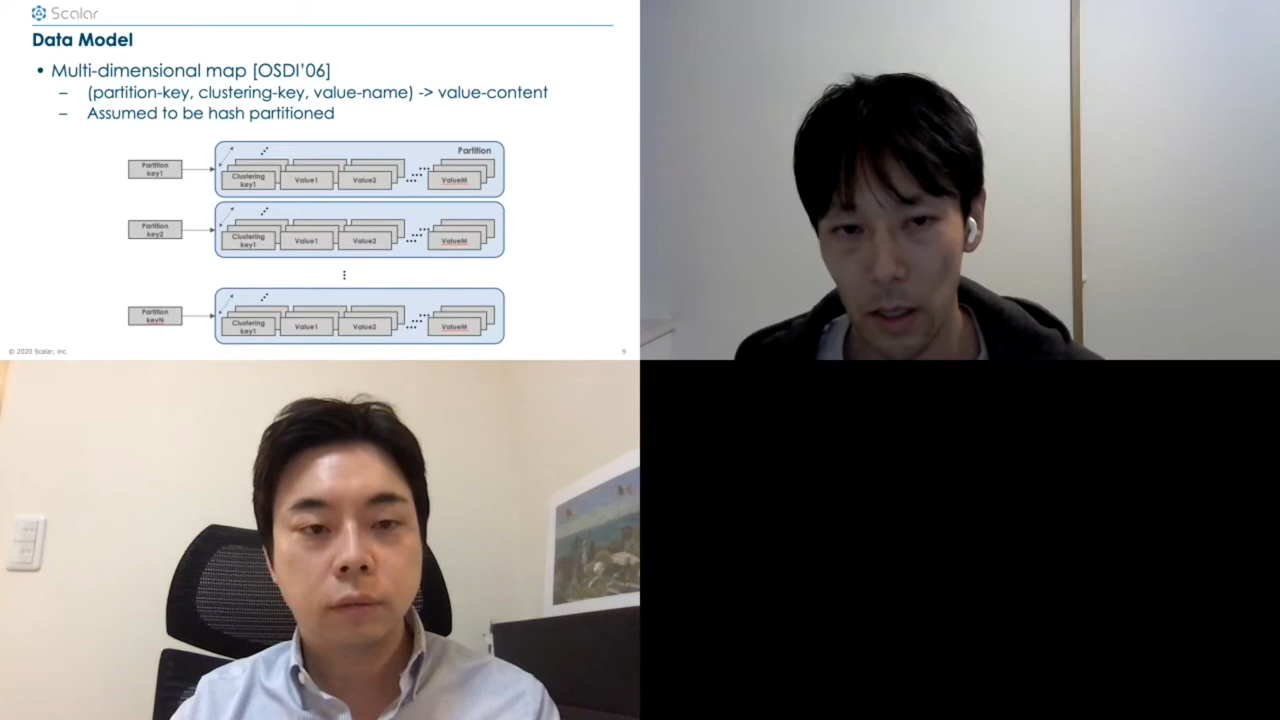 Scalar
Data Model
• Multi-dimensional map [OSDI'06]
– (partition-key, clustering-key, value-name) -> value-content
– Assumed to be hash partitioned
Partition
Partition key1
Clustering key1
Value1
Value2
ValueM
Partition key2
Clustering key1
Value1
Value2
ValueM
Partition keyN
Clustering key1
Value1
Value2
ValueM
© 2020 Scalar, inc.
9